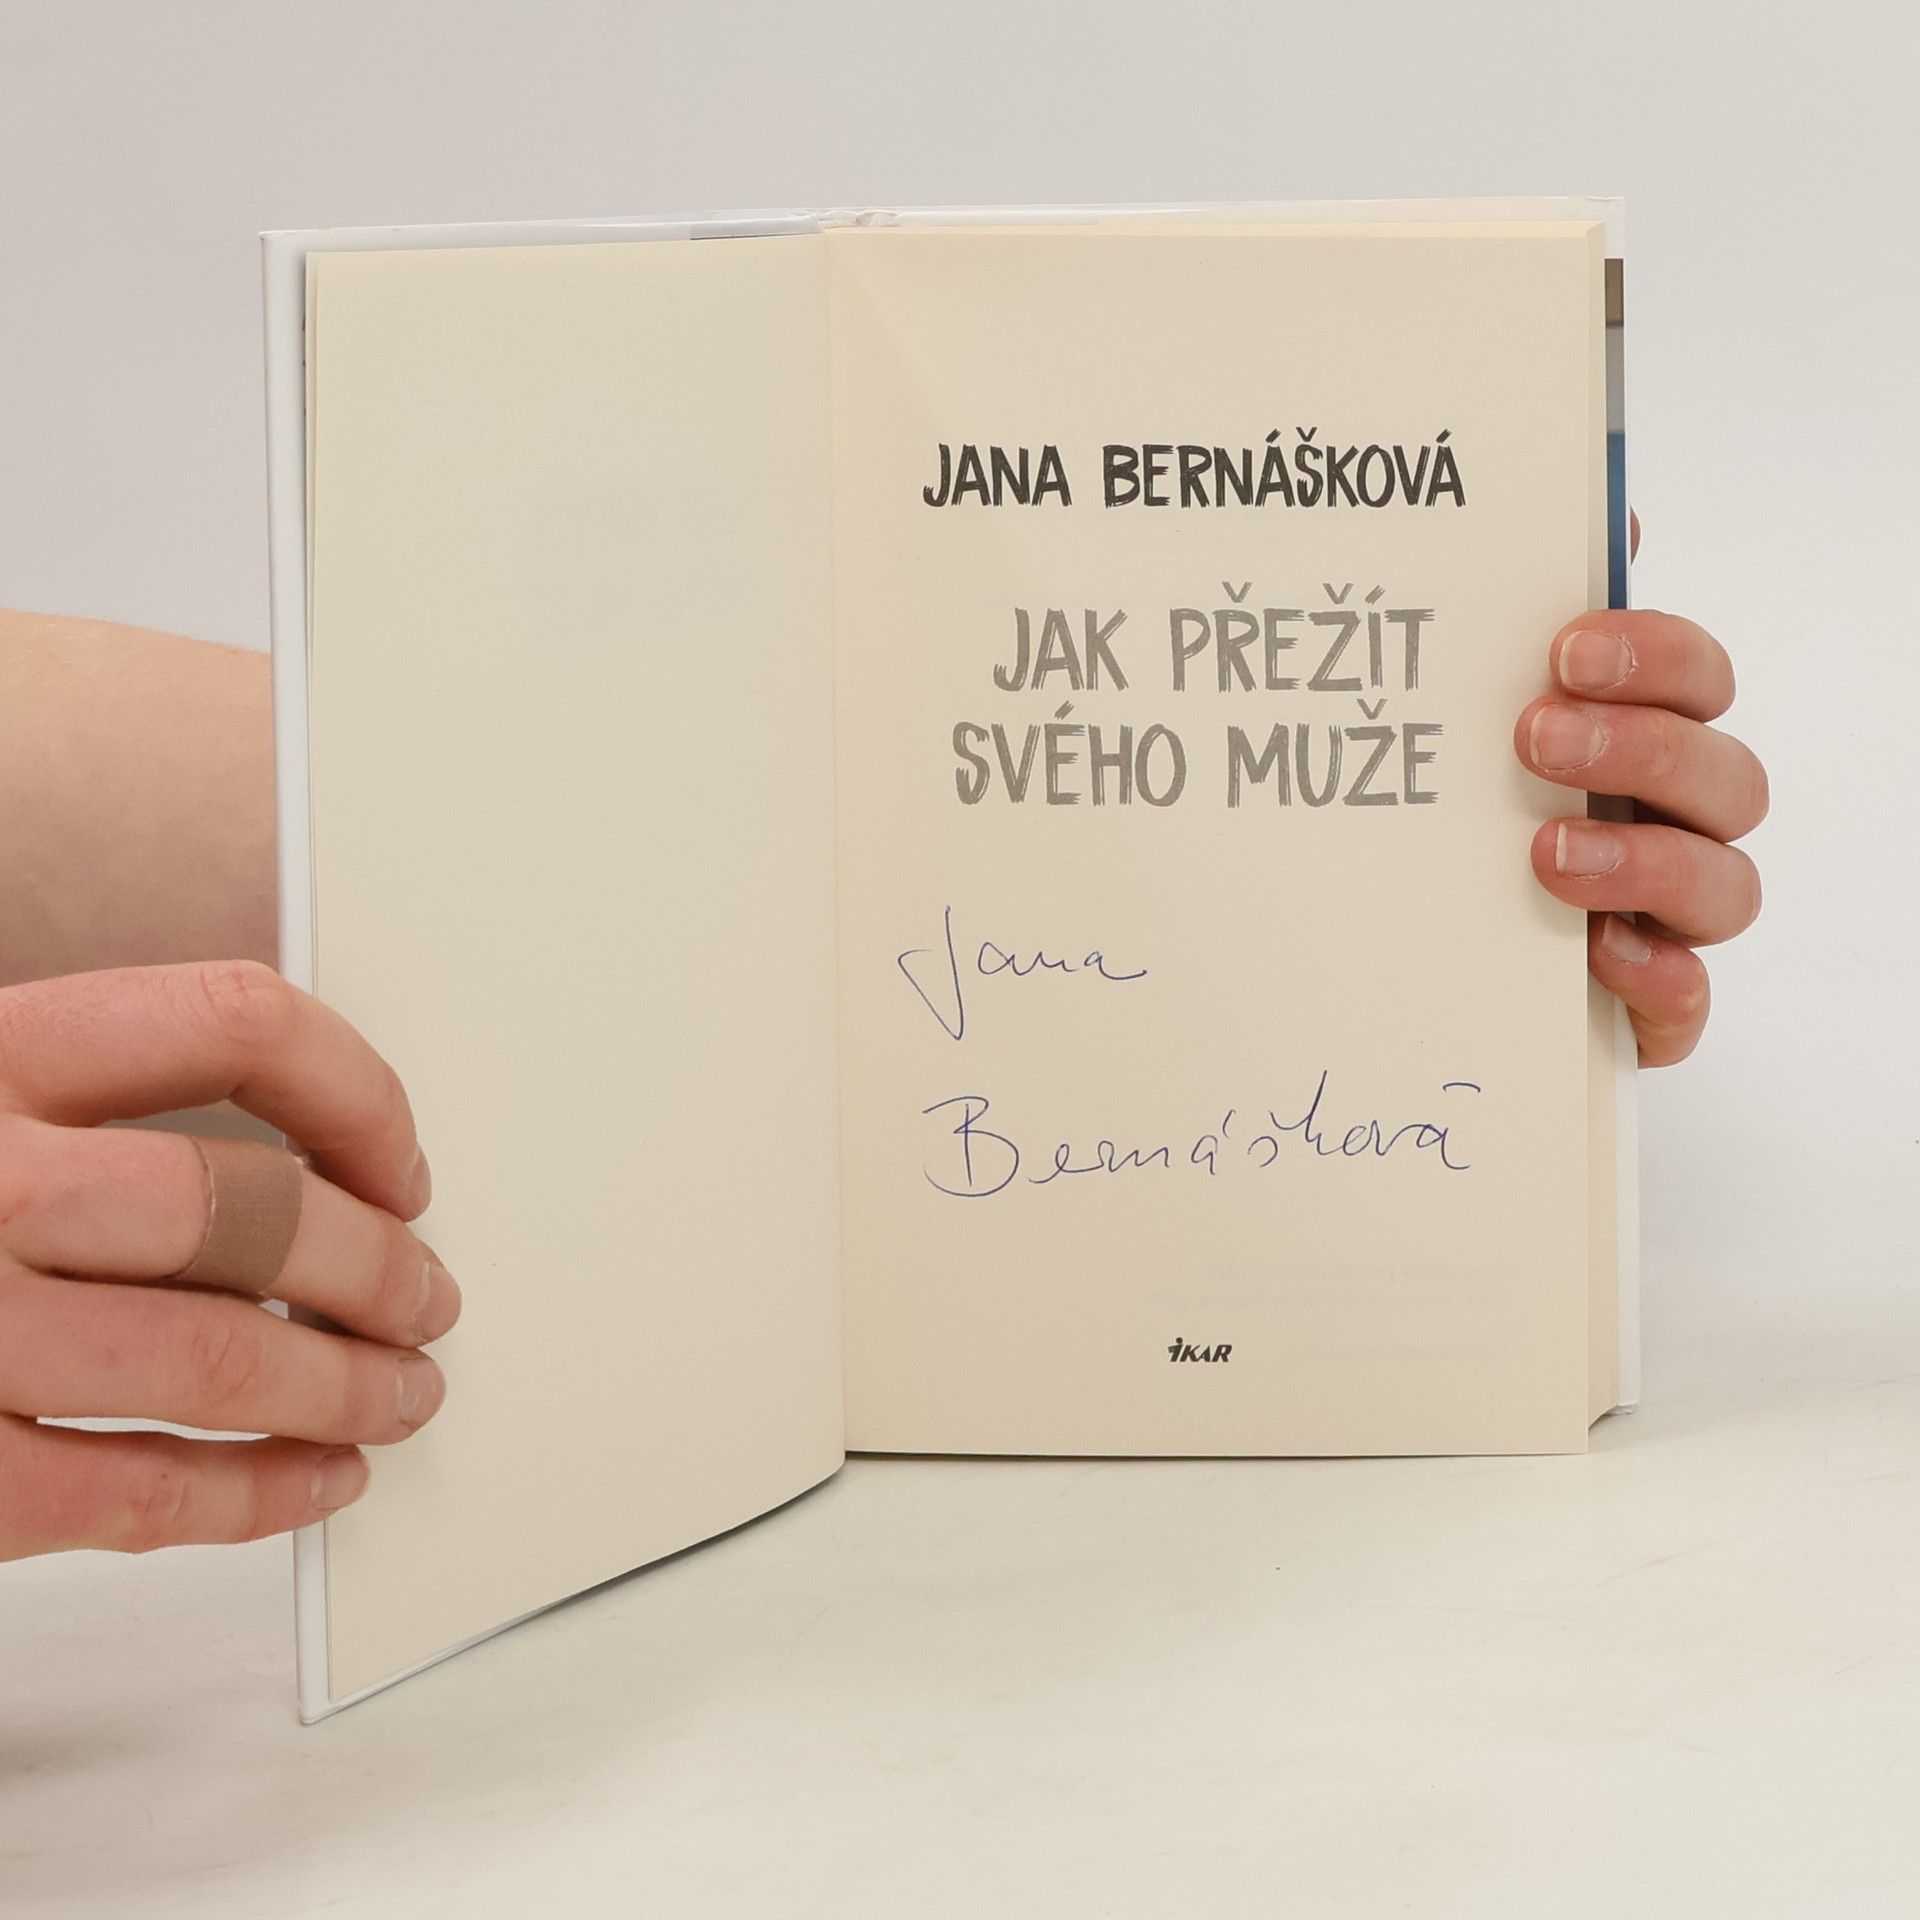 JANA BERNÁŠKOVÁ
JAK PŘEŽÍT
SVÉHO MUŽE
Jana
Bernášková
IKAR